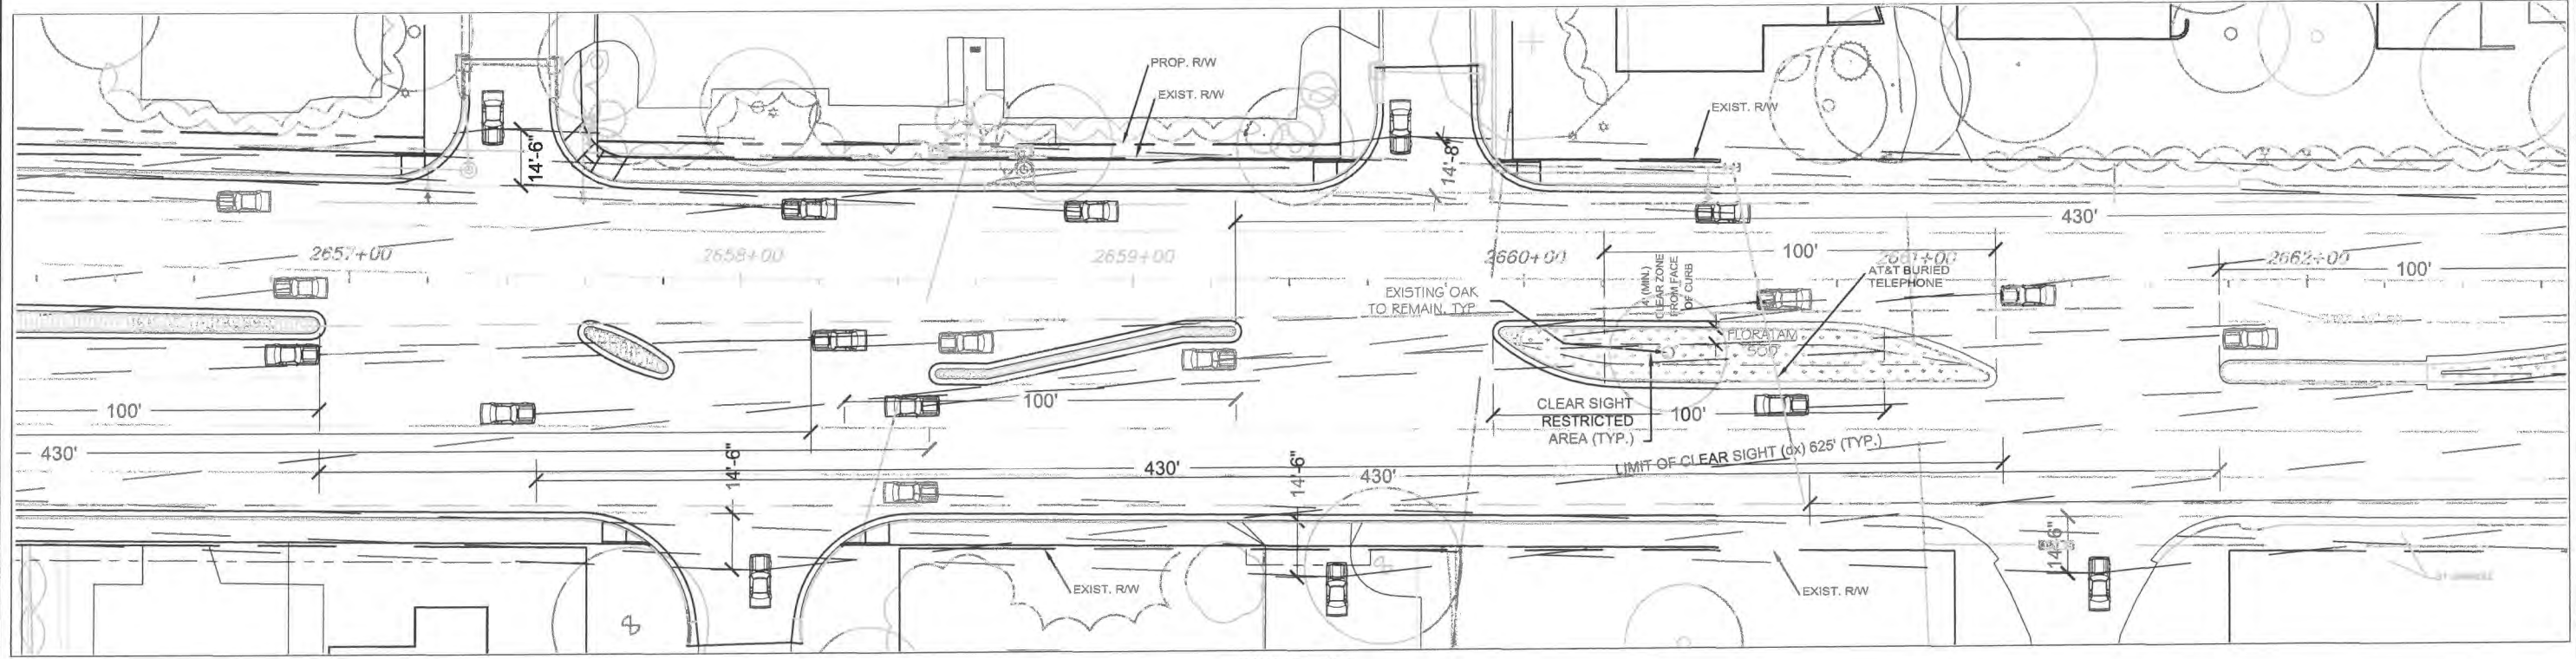 PROP. R/W
EXIST. R/W
EXIST. R/W
14'-6"
14'-8"
430'
2657+00
2658+00
2659+00
2660+00
100'
2661+00
2662+00
100'
4' (MIN.)
CLEAR ZONE
FROM FACE
OF CURB
AT&T BURIED
TELEPHONE
EXISTING OAK
TO REMAIN, TYP.
FLORATAM
SOD
100'
100'
CLEAR SIGHT
RESTRICTED
AREA (TYP.)
100'
430'
14'-6"
430'
14'-6"
430'
LIMIT OF CLEAR SIGHT (dx) 625' (TYP.)
14'-6"
EXIST. R/W
EXIST. R/W
8